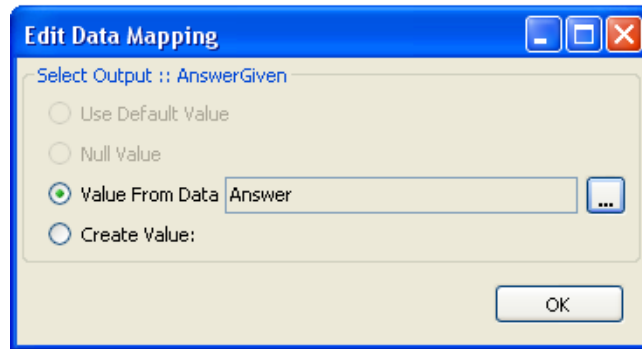 Edit Data Mapping
Select Output :: AnswerGiven
Use Default Value
Null Value
Value From Data Answer ...
Create Value:
OK